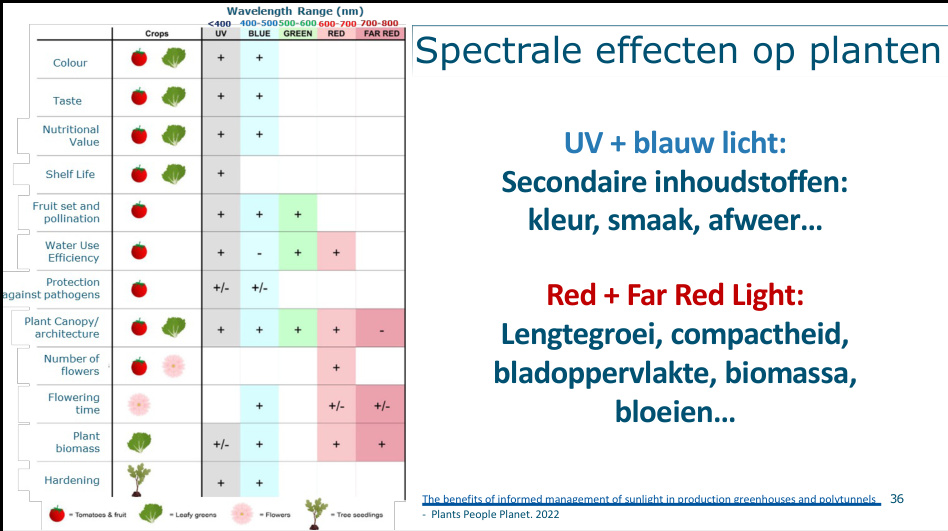 Wavelength Range (nm)
<400 400-500 500-600 600-700 700-800
Crops UV BLUE GREEN RED FAR RED
Colour + +
Taste + +
Nutritional
Value + +
Shelf Life +
Fruit set and
pollination + + +
Water Use
Efficiency + - + +
Protection
against pathogens +/- +/-
Plant Canopy/
architecture + + + + -
Number of
flowers +
Flowering
time + +/- +/-
Plant
biomass +/- + + +
Hardening + +
= Tomatoes & fruit = Leafy greens = Flowers = Tree seedlings
Spectrale effecten op planten
UV + blauw licht:
Secondaire inhoudstoffen:
kleur, smaak, afweer...
Red + Far Red Light:
Lengtegroei, compactheid,
bladoppervlakte, biomassa,
bloeien...
The benefits of informed management of sunlight in production greenhouses and polytunnels
- Plants People Planet. 2022
36